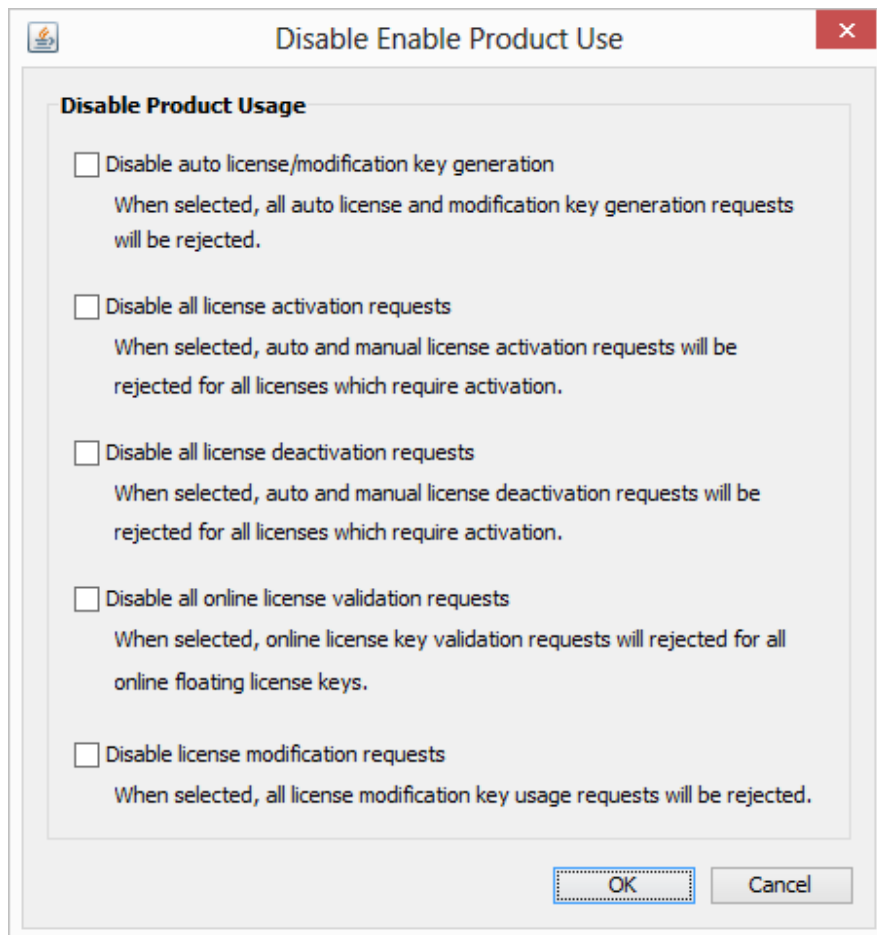 Disable Enable Product Use
Disable Product Usage
Disable auto license/modification key generation
When selected, all auto license and modification key generation requests
will be rejected.
Disable all license activation requests
When selected, auto and manual license activation requests will be
rejected for all licenses which require activation.
Disable all license deactivation requests
When selected, auto and manual license deactivation requests will be
rejected for all licenses which require activation.
Disable all online license validation requests
When selected, online license key validation requests will rejected for all
online floating license keys.
Disable license modification requests
When selected, all license modification key usage requests will be rejected.
OK Cancel